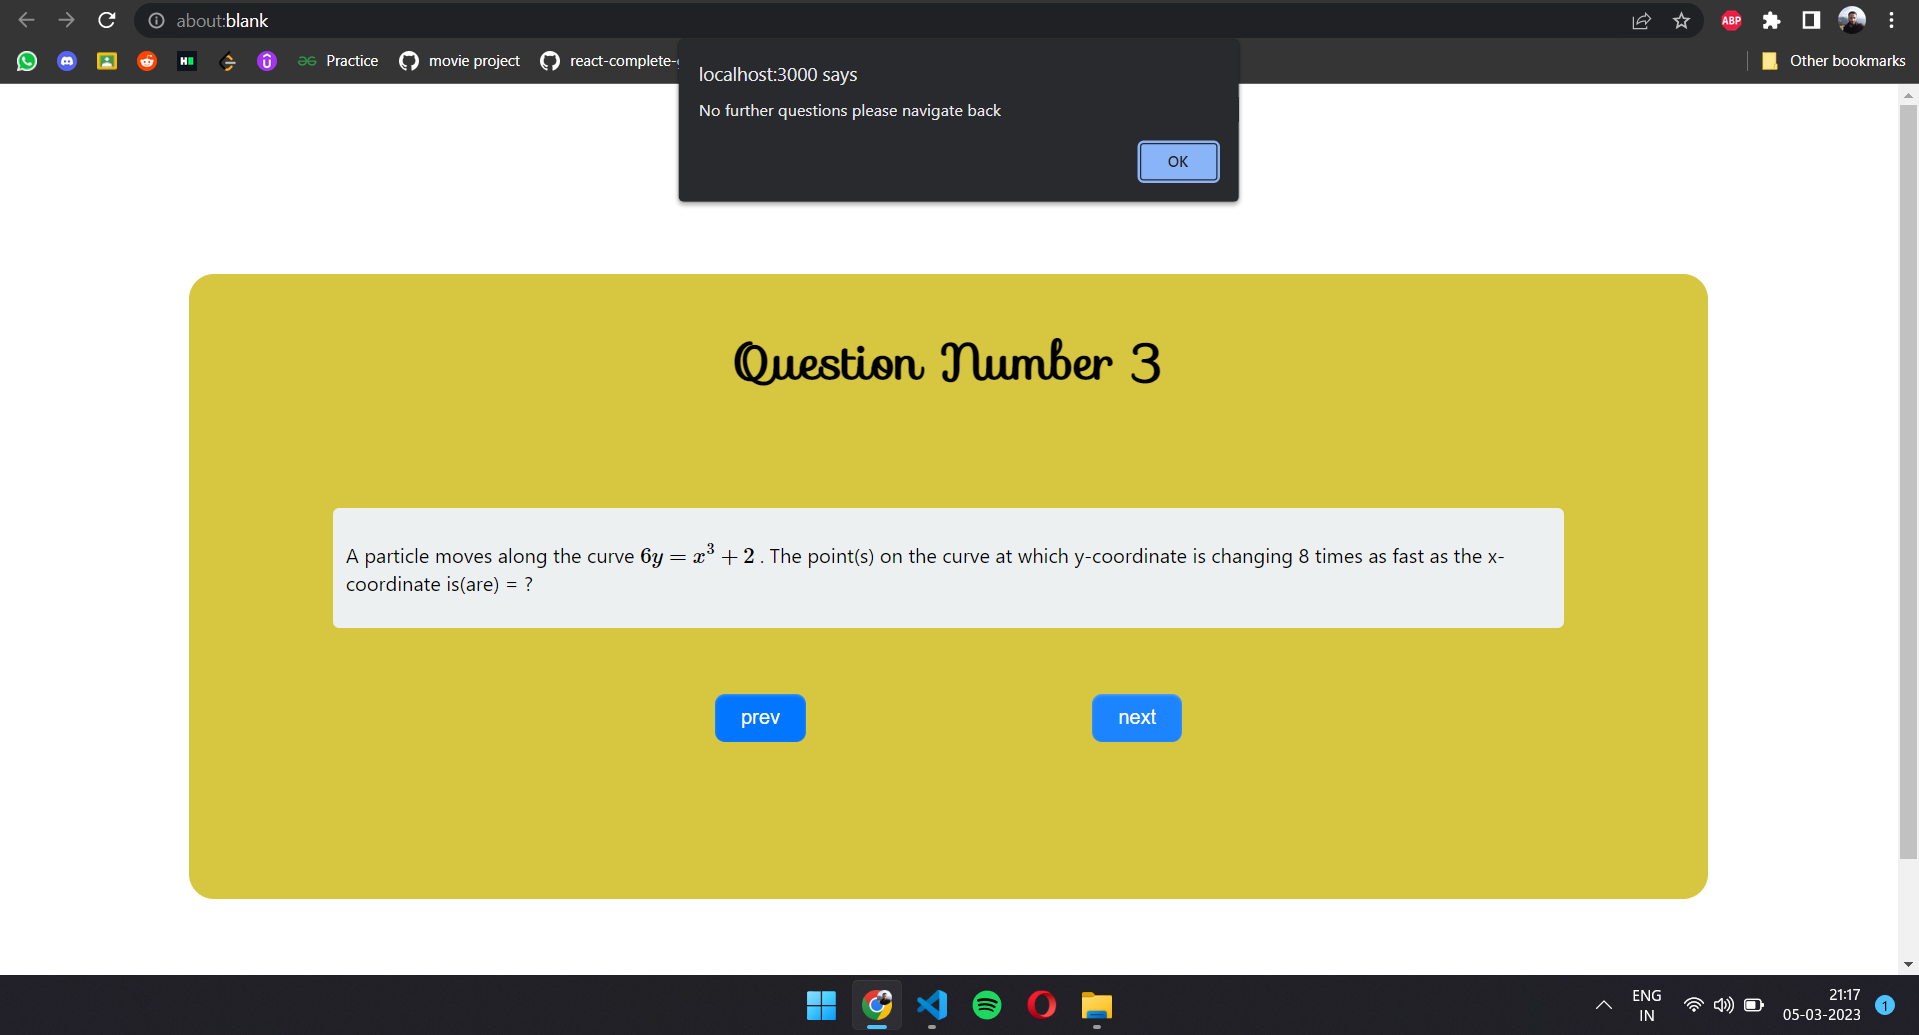 about:blank
ABP
Practice
movie project
react-complete-
Other bookmarks
localhost:3000 says
No further questions please navigate back
OK
Question Number 3
A particle moves along the curve 6y = x³ + 2 . The point(s) on the curve at which y-coordinate is changing 8 times as fast as the x-
coordinate is(are) = ?
prev
next
ENG
IN
21:17
05-03-2023
1